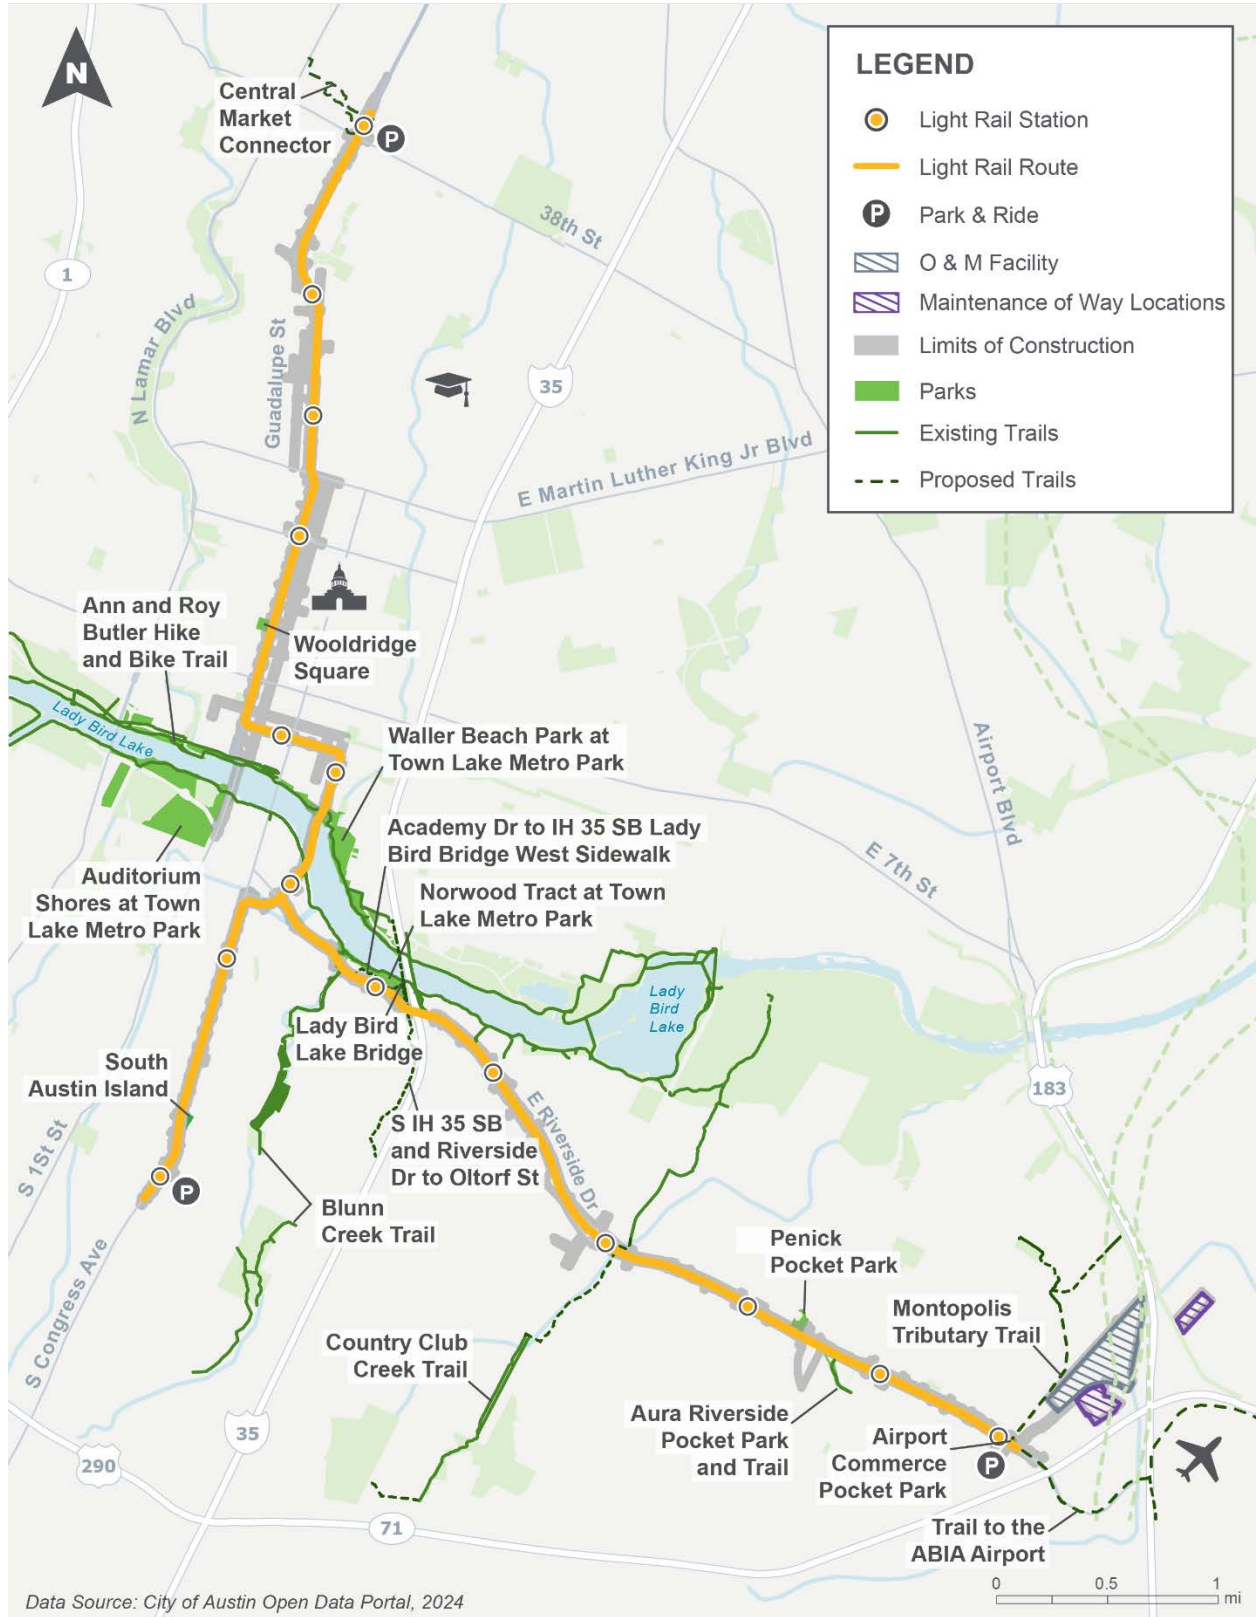 N
Central
Market
Connector
P
38th St
1
N Lamar Blvd
Guadalupe St
35
E Martin Luther King Jr Blvd
LEGEND
Light Rail Station
Light Rail Route
P
Park & Ride
O & M Facility
Maintenance of Way Locations
Limits of Construction
Parks
Existing Trails
Proposed Trails
Ann and Roy
Butler Hike
and Bike Trail
Wooldridge
Square
Lady Bird Lake
Waller Beach Park at
Town Lake Metro Park
Airport Blvd
Academy Dr to IH 35 SB Lady
Bird Bridge West Sidewalk
E 7th St
Auditorium
Shores at Town
Lake Metro Park
Norwood Tract at Town
Lake Metro Park
Lady
Bird
Lake
Lady Bird
Lake Bridge
South
Austin Island
183
S 1St St
S IH 35 SB
and Riverside
Dr to Oltorf St
E Riverside Dr
P
Blunn
Creek Trail
S Congress Ave
Penick
Pocket Park
Montopolis
Tributary Trail
Country Club
Creek Trail
Aura Riverside
Pocket Park
and Trail
Airport
Commerce
Pocket Park
P
35
290
71
Trail to the
ABIA Airport
0 0.5 1
mi
Data Source: City of Austin Open Data Portal, 2024